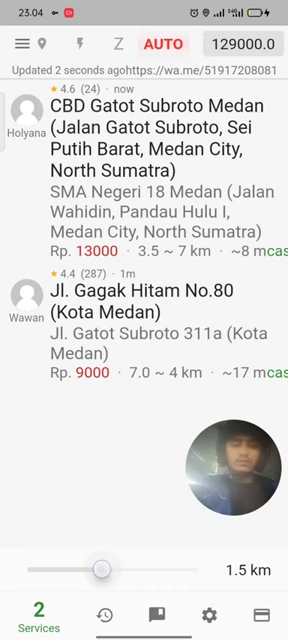 23.04
Z AUTO 129000.0
Updated 2 seconds agohttps://wa.me/51917208081
4.6 (24) · now
Holyana
CBD Gatot Subroto Medan
(Jalan Gatot Subroto, Sei
Putih Barat, Medan City,
North Sumatra)
SMA Negeri 18 Medan (Jalan
Wahidin, Pandau Hulu I,
Medan City, North Sumatra)
Rp. 13000 · 3.5 ~ 7 km · ~8 mcas
4.4 (287) · 1m
Wawan
Jl. Gagak Hitam No.80
(Kota Medan)
Jl. Gatot Subroto 311a (Kota
Medan)
Rp. 9000 · 7.0 ~ 4 km · ~17 mcas
1.5 km
2
Services